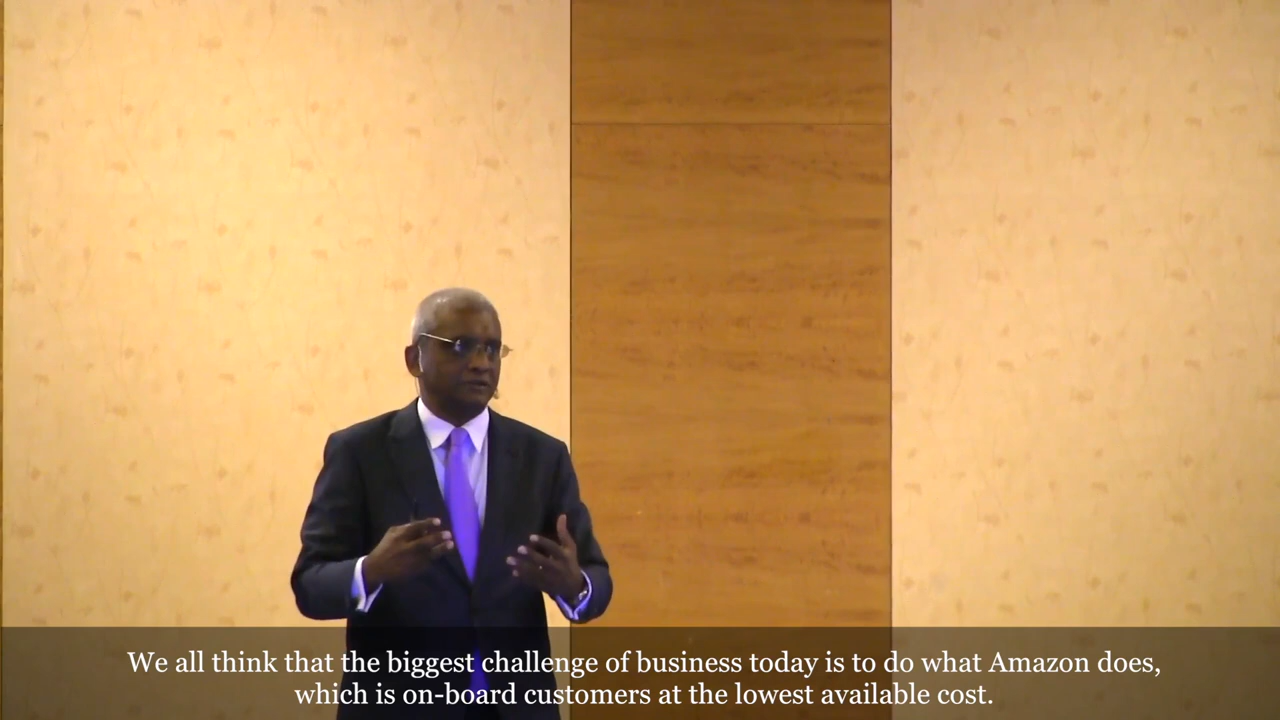 We all think that the biggest challenge of business today is to do what Amazon does,
which is on-board customers at the lowest available cost.